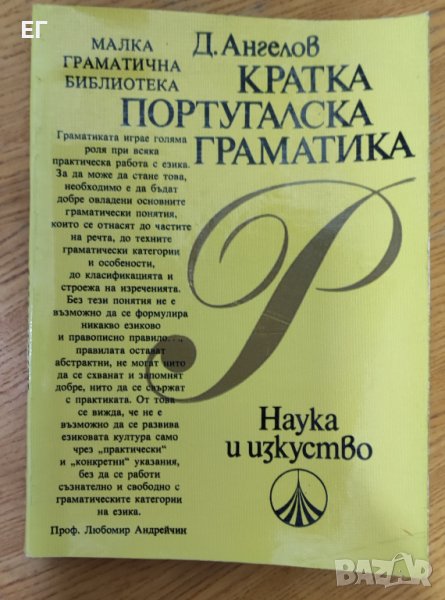 ЕГ
МАЛКА
ГРАМАТИЧНА
БИБЛИОТЕКА
Д. Ангелов
КРАТКА
ПОРТУГАЛСКА
ГРАМАТИКА
Граматиката играе голяма
роля при всяка
практическа работа с езика.
За да може да стане това,
необходимо е да бъдат
добре овладени основните
граматически понятия,
които се отнасят до частите
на речта, до техните
граматически категории
и особености,
до класификацията и
строежа на изреченията.
Без тези понятия не е
възможно да се формулира
никакво езиково
и правописно правило...,
правилата остават
абстрактни, не могат нито
да се схванат и запомнят
добре, нито да се свържат
с практиката. От това
се вижда, че не е
възможно да се развива
езиковата култура само
чрез „практически“
и „конкретни“ указания,
без да се работи
съзнателно и свободно с
граматическите категории
на езика.
Проф. Любомир Андрейчин
P
Наука
и изкуство
BAZAR